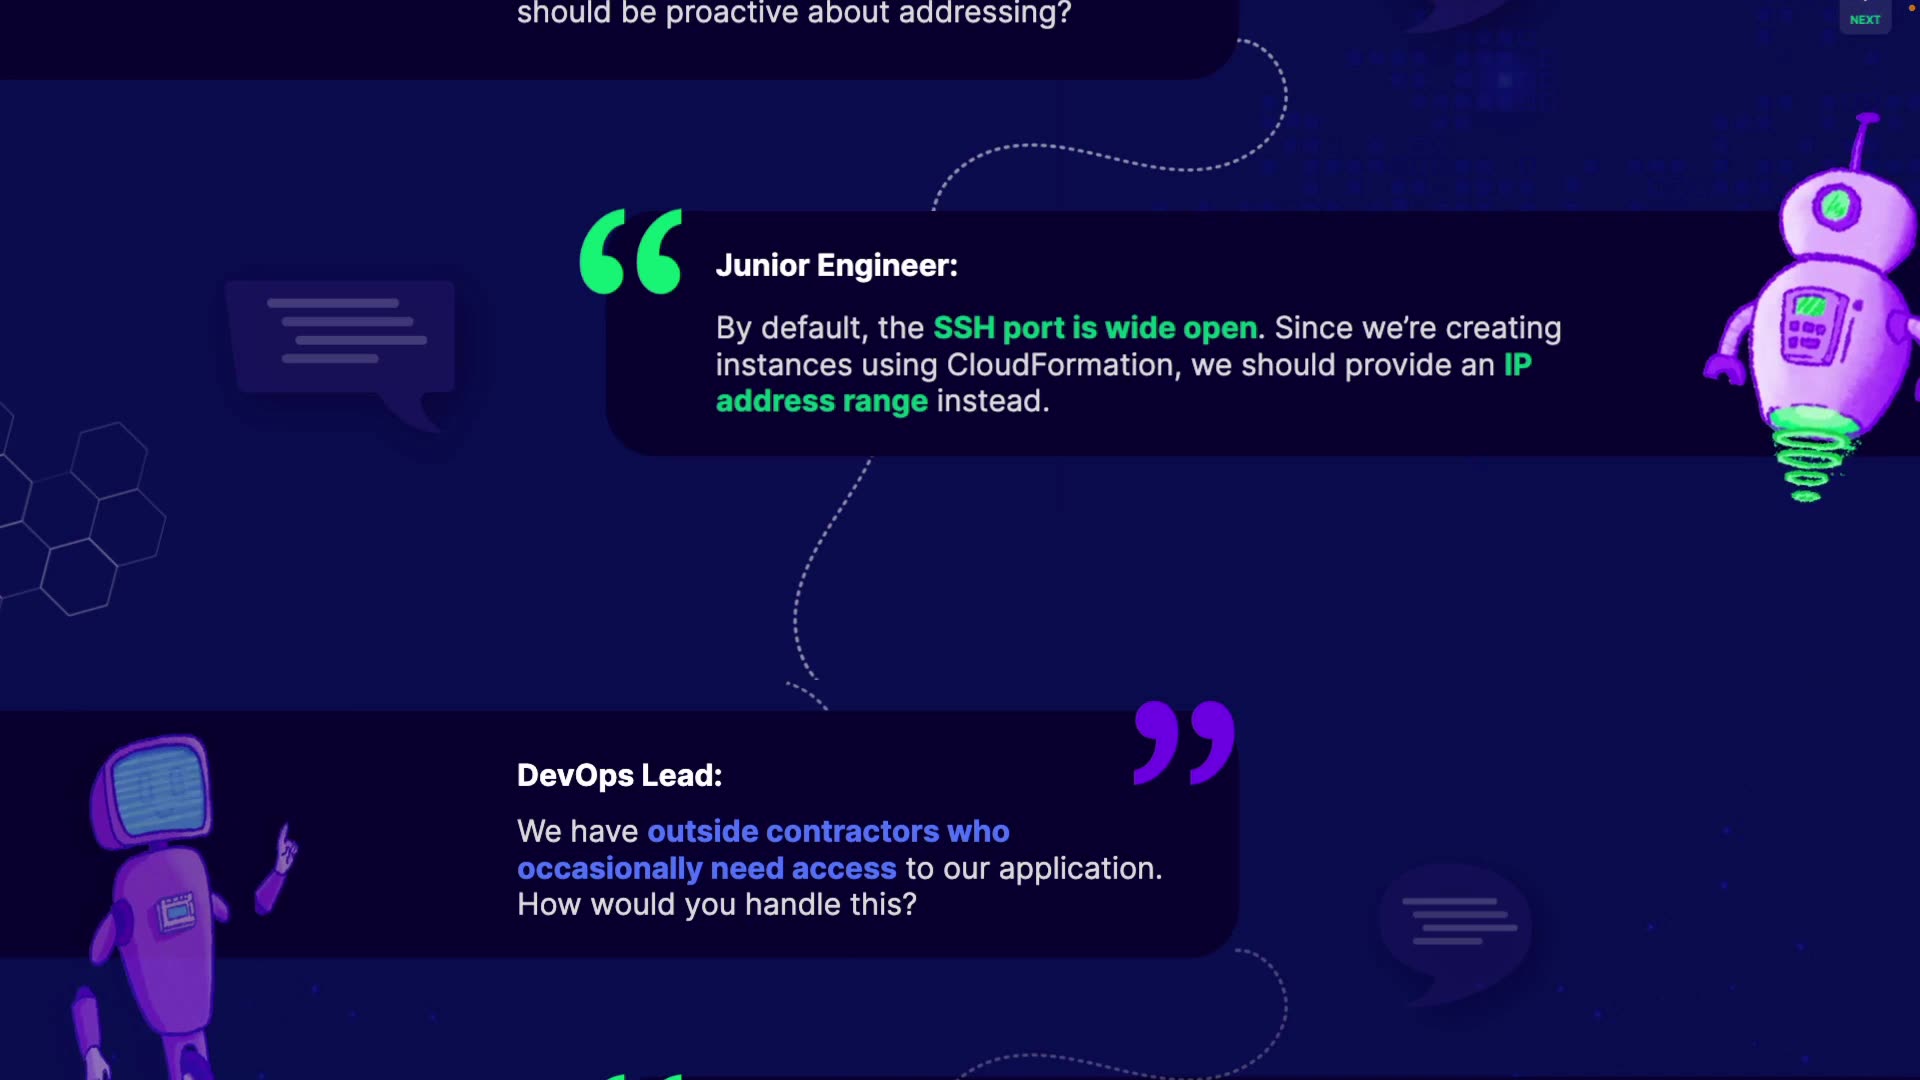 should be proactive about addressing?
NEXT
Junior Engineer:
By default, the SSH port is wide open. Since we’re creating
instances using CloudFormation, we should provide an IP
address range instead.
DevOps Lead:
We have outside contractors who
occasionally need access to our application.
How would you handle this?